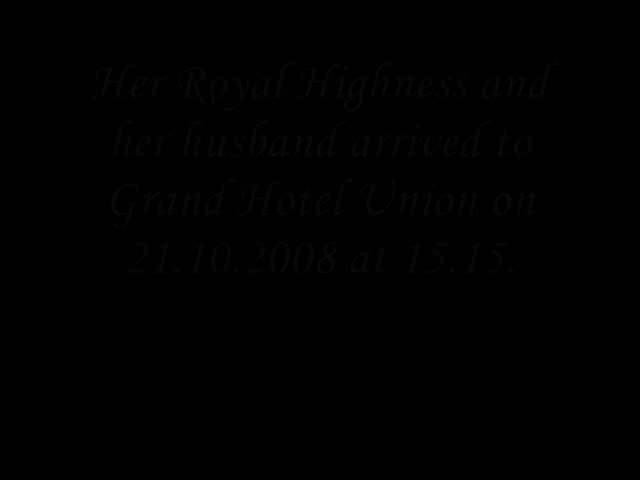 Her Royal Highness and
her husband arrived to
Grand Hotel Union on
21.10.2008 at 15.15.